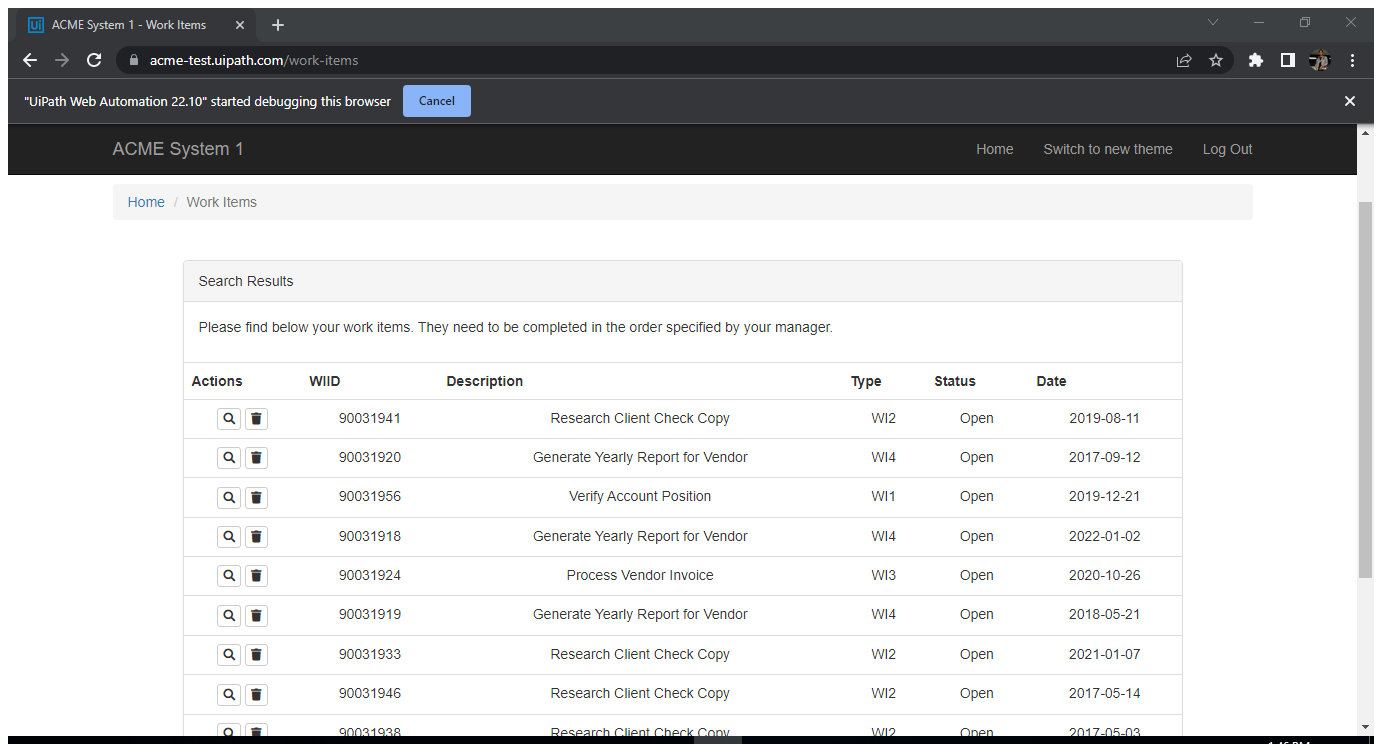 ACME System 1 - Work Items
acme-test.uipath.com/work-items
"UiPath Web Automation 22.10" started debugging this browser Cancel
ACME System 1 Home Switch to new theme Log Out
Home / Work Items
Search Results
Please find below your work items. They need to be completed in the order specified by your manager.
Actions WIID Description Type Status Date
90031941 Research Client Check Copy WI2 Open 2019-08-11
90031920 Generate Yearly Report for Vendor WI4 Open 2017-09-12
90031956 Verify Account Position WI1 Open 2019-12-21
90031918 Generate Yearly Report for Vendor WI4 Open 2022-01-02
90031924 Process Vendor Invoice WI3 Open 2020-10-26
90031919 Generate Yearly Report for Vendor WI4 Open 2018-05-21
90031933 Research Client Check Copy WI2 Open 2021-01-07
90031946 Research Client Check Copy WI2 Open 2017-05-14
90031938 Research Client Check Copy WI2 Open 2017-05-03